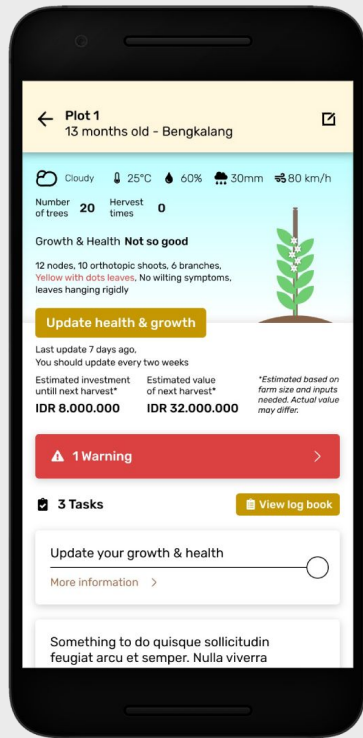 Plot 1
13 months old - Bengkalang
Cloudy 25°C 60% 30mm 80 km/h
Number of trees 20 Hervest times 0
Growth & Health Not so good
12 nodes, 10 orthotopic shoots, 6 branches,
Yellow with dots leaves, No wilting symptoms,
leaves hanging rigidly
Update health & growth
Last update 7 days ago.
You should update every two weeks
Estimated investment
untill next harvest*
IDR 8.000.000
Estimated value
of next harvest*
IDR 32.000.000
*Estimated based on
farm size and inputs
needed. Actual value
may differ.
1 Warning
3 Tasks
View log book
Update your growth & health
More information
Something to do quisque sollicitudin
feugiat arcu et semper. Nulla viverra